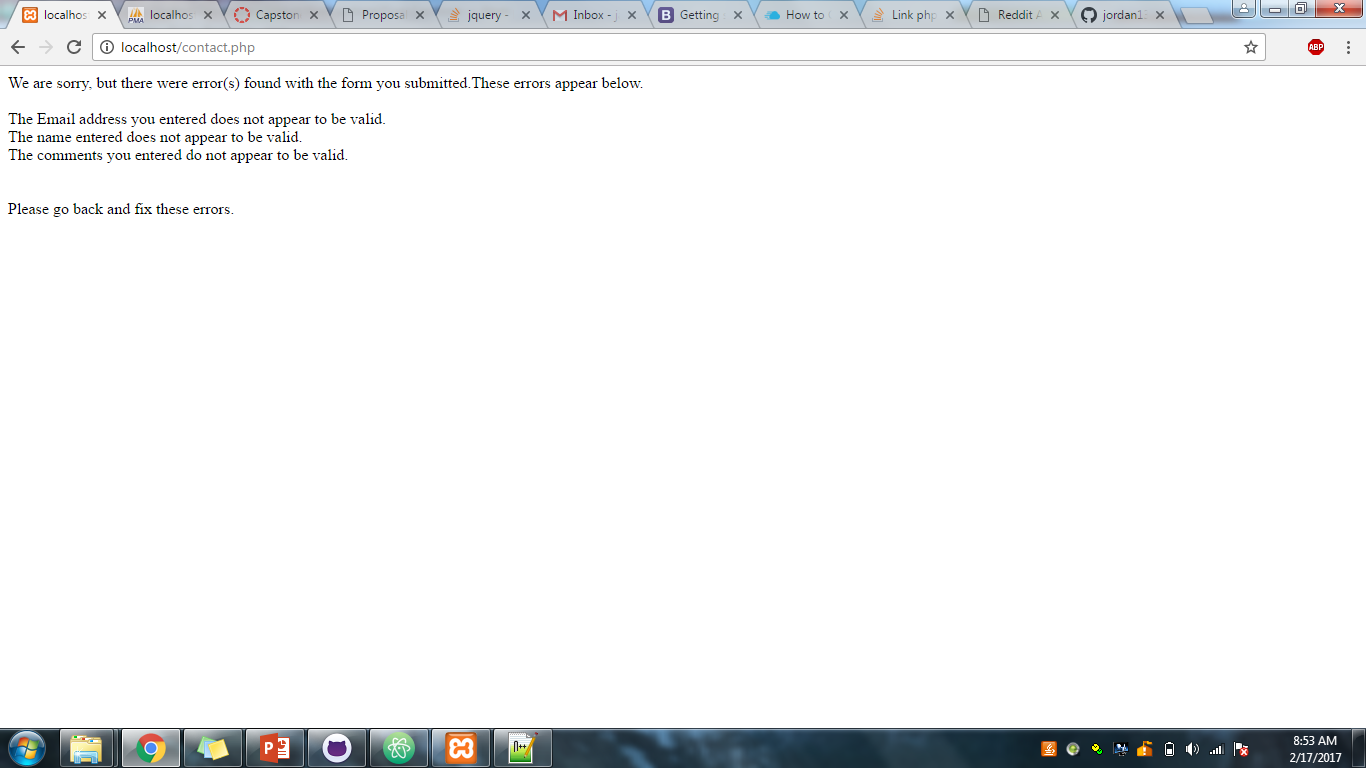 localhos
localhos
Capston
Proposa
jquery -
Inbox - j
Getting
How to
Link php
Reddit A
jordan1
localhost/contact.php
ABP
We are sorry, but there were error(s) found with the form you submitted.These errors appear below.
The Email address you entered does not appear to be valid.
The name entered does not appear to be valid.
The comments you entered do not appear to be valid.
Please go back and fix these errors.
8:53 AM
2/17/2017